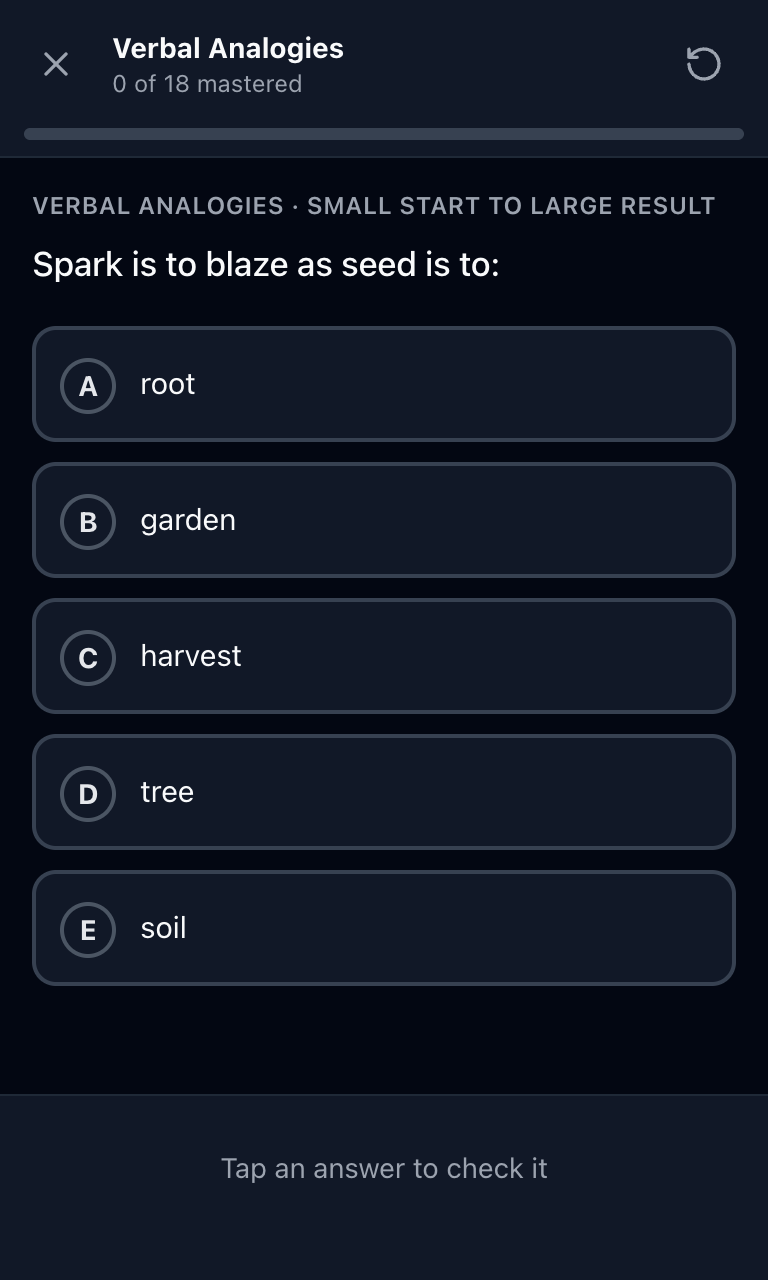 Verbal Analogies
0 of 18 mastered
VERBAL ANALOGIES · SMALL START TO LARGE RESULT
Spark is to blaze as seed is to:
A root
B garden
C harvest
D tree
E soil
Tap an answer to check it